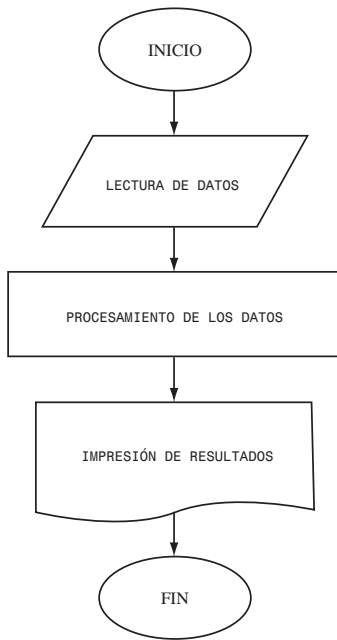 INICIO
LECTURA DE DATOS
PROCESAMIENTO DE LOS DATOS
IMPRESIÓN DE RESULTADOS
FIN